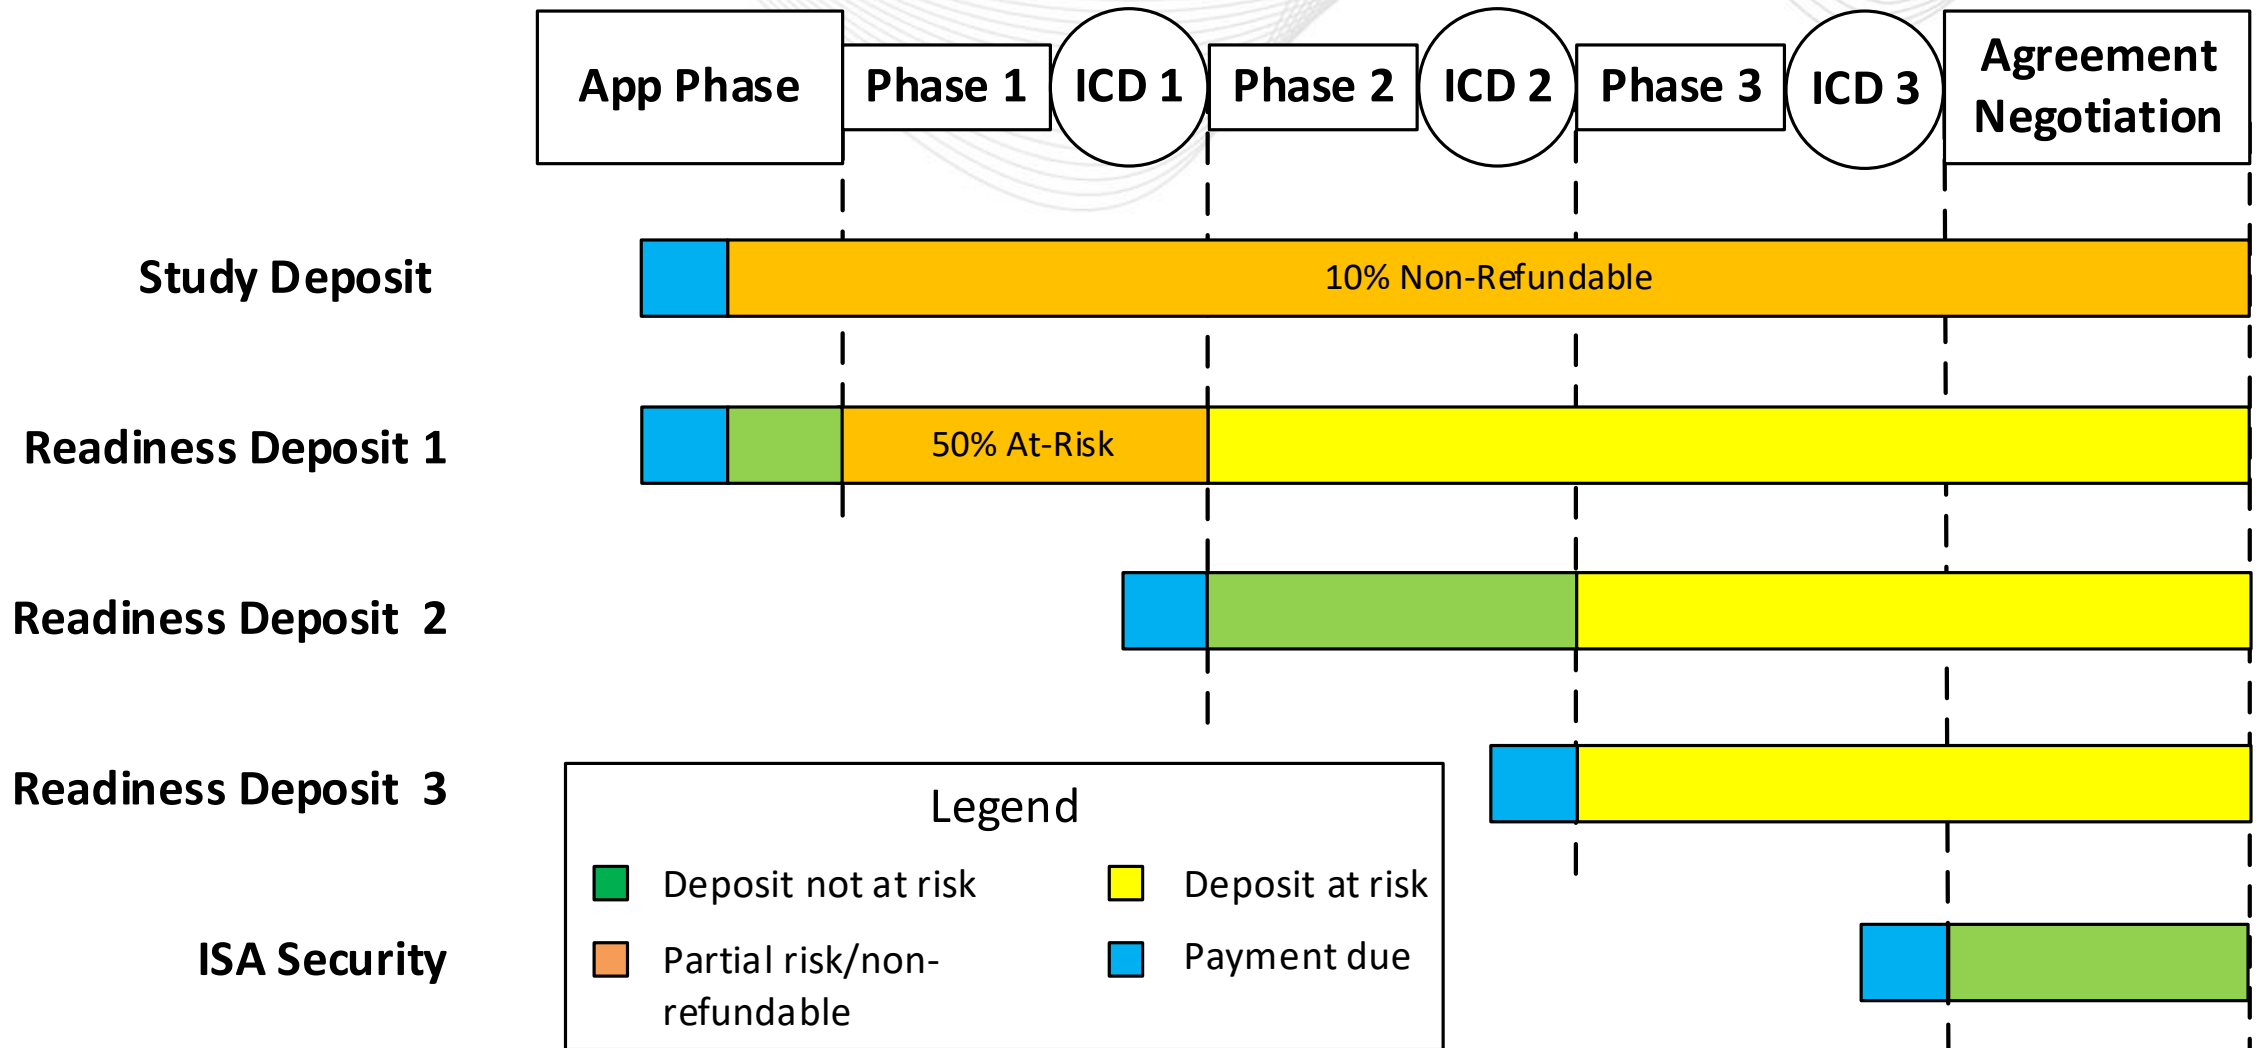 App Phase
Phase 1
ICD 1
Phase 2
ICD 2
Phase 3
ICD 3
Agreement
Negotiation
Study Deposit
10% Non-Refundable
Readiness Deposit 1
50% At-Risk
Readiness Deposit 2
Readiness Deposit 3
Legend
Deposit not at risk
Deposit at risk
Partial risk/non-
refundable
Payment due
ISA Security